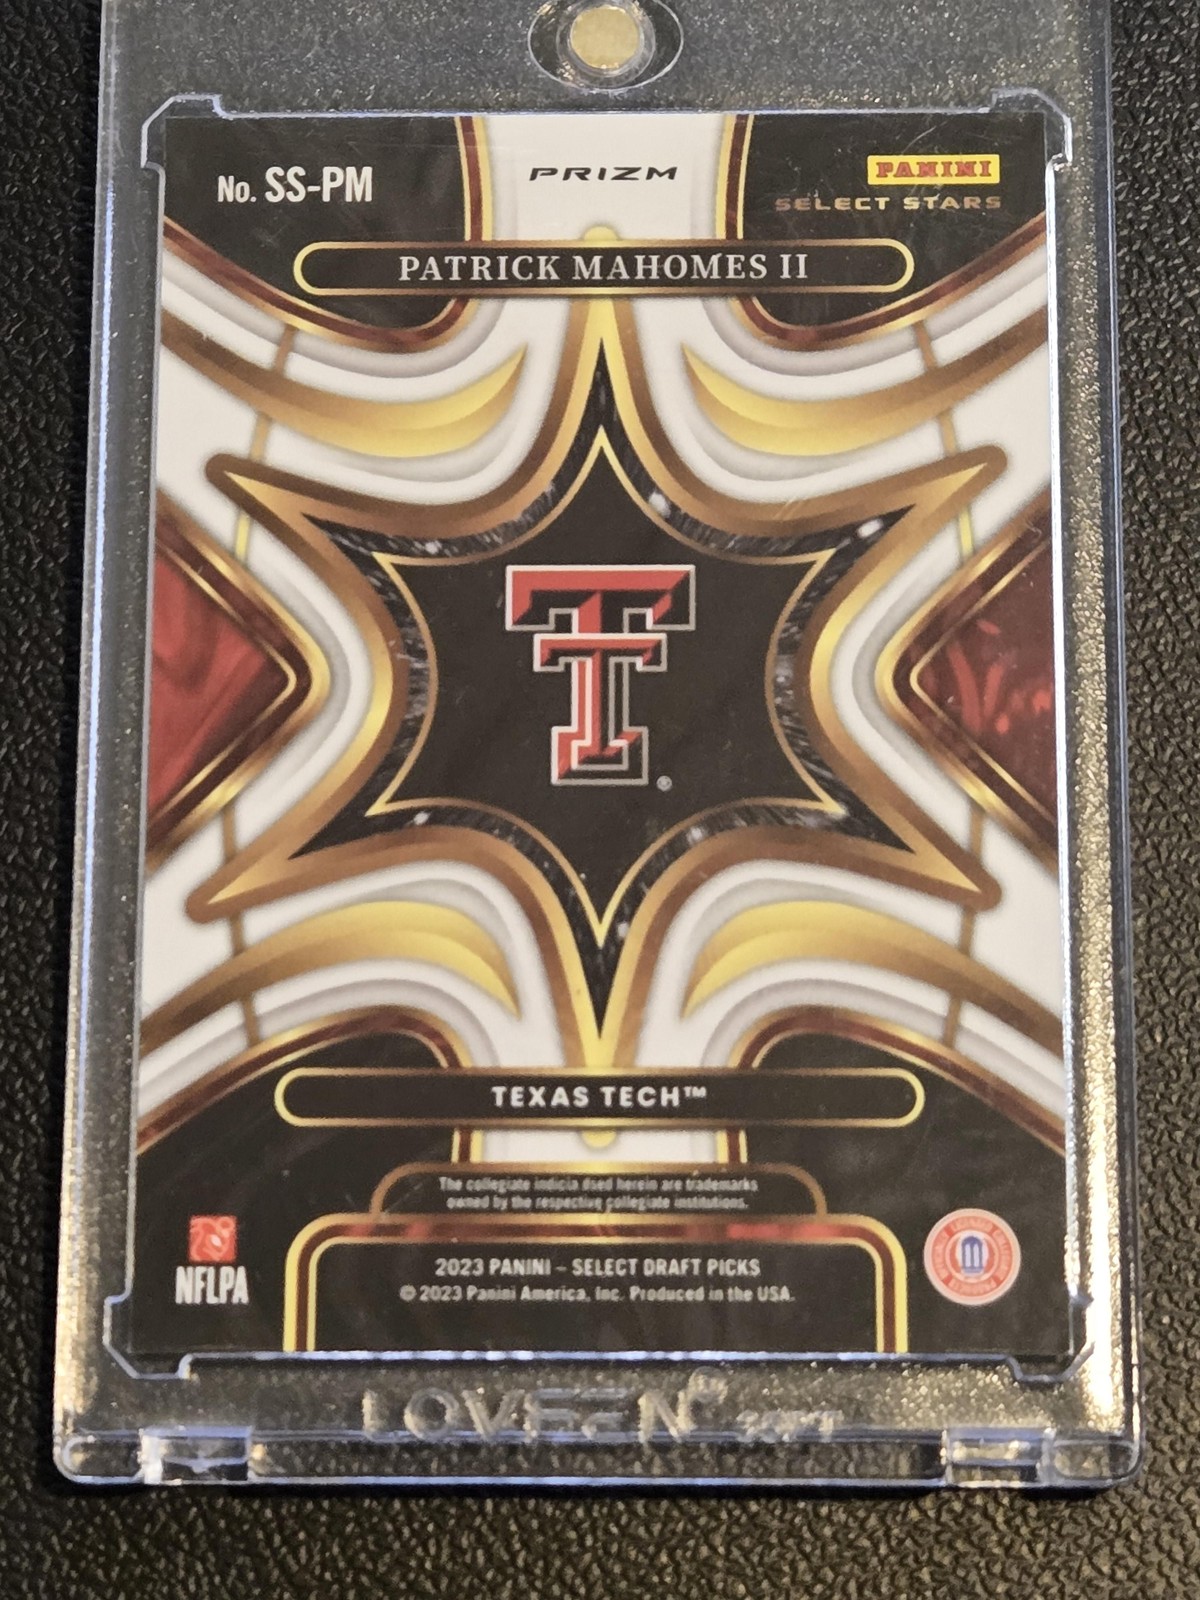 No. SS-PM
PRIZM
PANINI
SELECT STARS
PATRICK MAHOMES II
®
TEXAS TECH™
The collegiate indicia used herein are trademarks
owned by the respective collegiate institutions.
NFLPA
2023 PANINI – SELECT DRAFT PICKS
© 2023 Panini America, Inc. Produced in the USA.
35PT